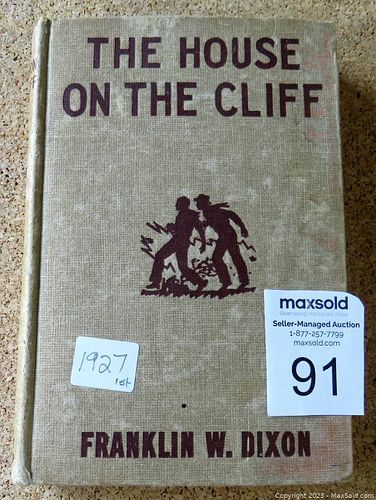 THE HOUSE
ON THE CLIFF
maxsold
Downsizing and Estate Sales
Seller-Managed Auction
1-877-257-7799
maxsold.com
91
1927
1st
FRANKLIN W. DIXON
Copyright 2023 - MaxSold.com